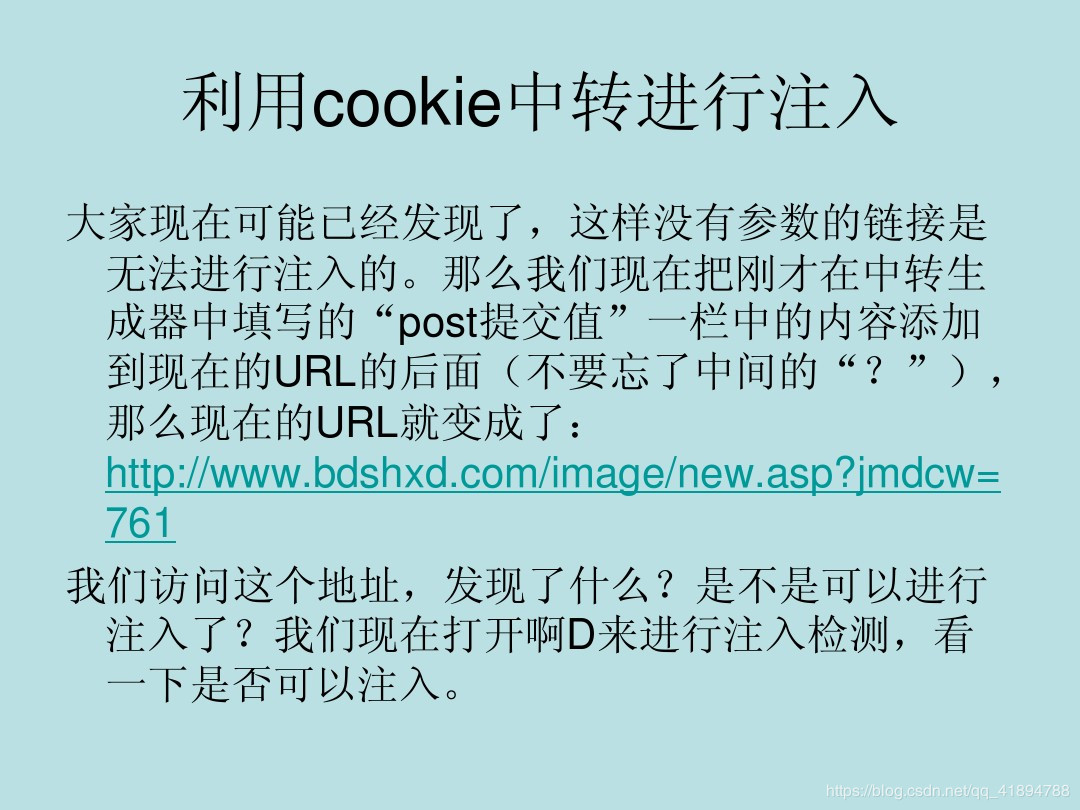 利用cookie中转进行注入
大家现在可能已经发现了，这样没有参数的链接是
无法进行注入的。那么我们现在把刚才在中转生
成器中填写的“post提交值”一栏中的内容添加
到现在的URL的后面（不要忘了中间的“？”），
那么现在的URL就变成了：
http://www.bdshxd.com/image/new.asp?jmdcw=
761
我们访问这个地址，发现了什么？是不是可以进行
注入了？我们现在打开啊D来进行注入检测，看
一下是否可以注入。
https://blog.csdn.net/qq_41894788